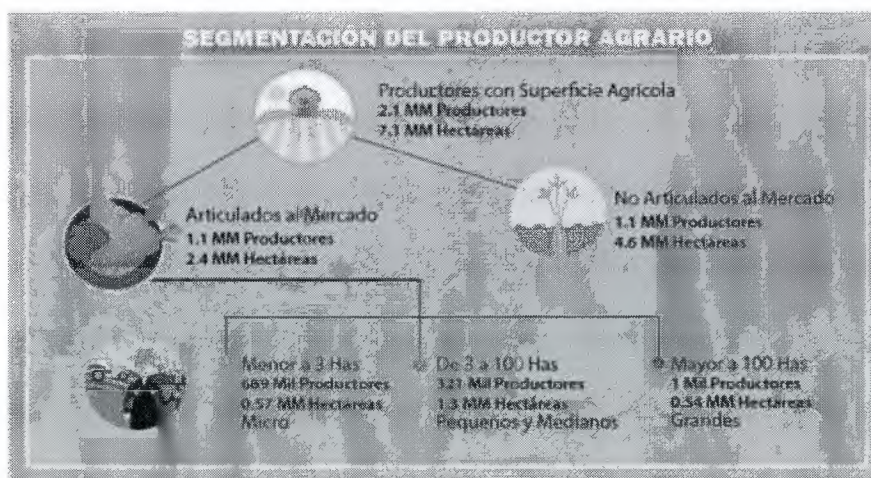 SEGMENTACIÓN DEL PRODUCTOR AGRARIO
Productores con Superficie Agrícola
2.1 MM Productores
7.1 MM Hectáreas
Articulados al Mercado
1.1 MM Productores
2.4 MM Hectáreas
No Articulados al Mercado
1.1 MM Productores
4.6 MM Hectáreas
Menor a 3 Has
669 Mil Productores
0.57 MM Hectareas
Micro
De 3 a 100 Has
321 Mil Productores
1.3 MM Hectáreas
Pequeños y Medianos
Mayor a 100 Has
1 Mil Productores
0.54 MM Hectareas
Grandes